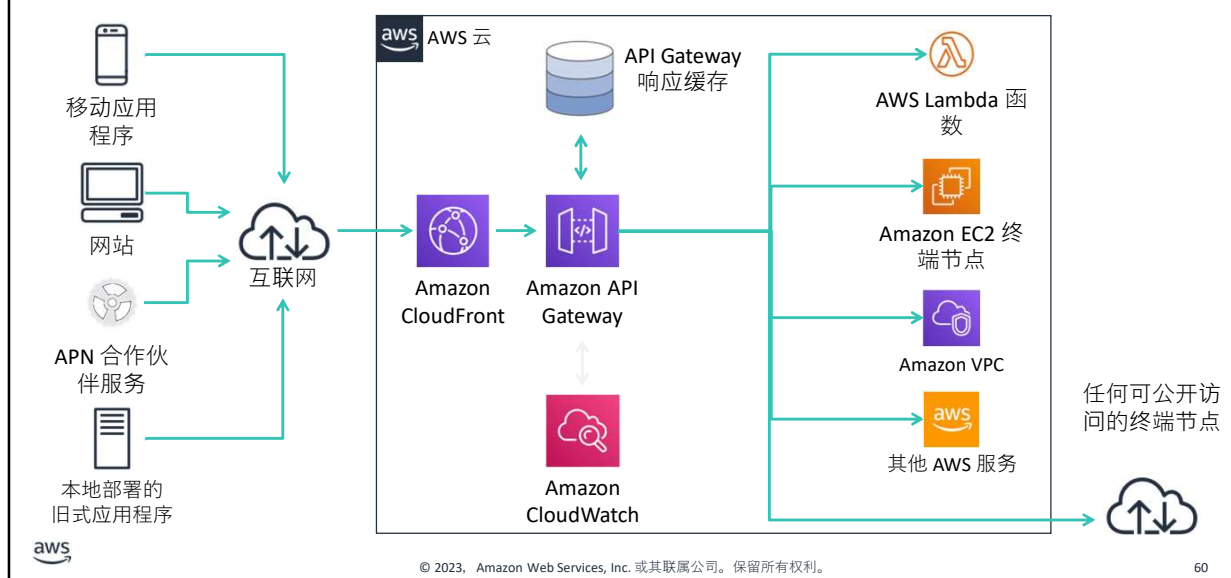 移动应用
程序
网站
APN 合作伙
伴服务
本地部署的
旧式应用程序
互联网
aws
AWS 云
API Gateway
响应缓存
Amazon
CloudFront
Amazon API
Gateway
Amazon
CloudWatch
AWS Lambda 函
数
Amazon EC2 终
端节点
Amazon VPC
aws
其他 AWS 服务
任何可公开访
问的终端节点
aws
© 2023, Amazon Web Services, Inc. 或其联属公司。保留所有权利。
60